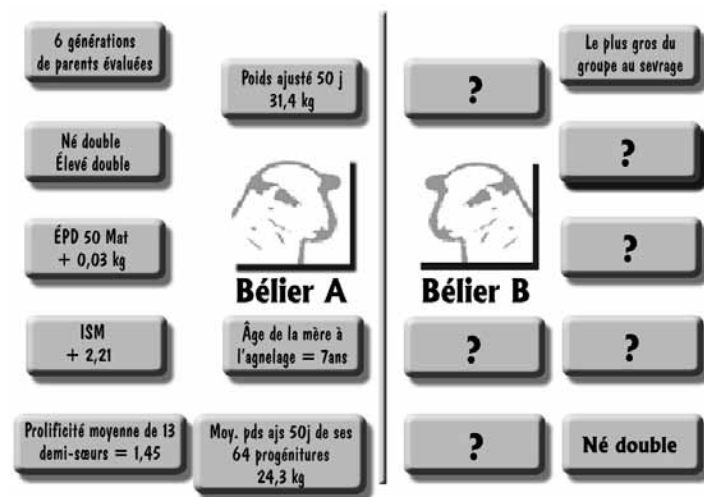 6 générations
de parents évaluées
Poids ajusté 50 j
31,4 kg
Né double
Élevé double
ÉPD 50 Mat
+ 0,03 kg
Bélier A
ISM
+ 2,21
Âge de la mère à
l'agnelage = 7ans
Prolificité moyenne de 13
demi-sœurs = 1,45
Moy. pds ajs 50j de ses
64 progénitures
24,3 kg
?
Le plus gros du
groupe au sevrage
?
?
Bélier B
?
?
?
Né double